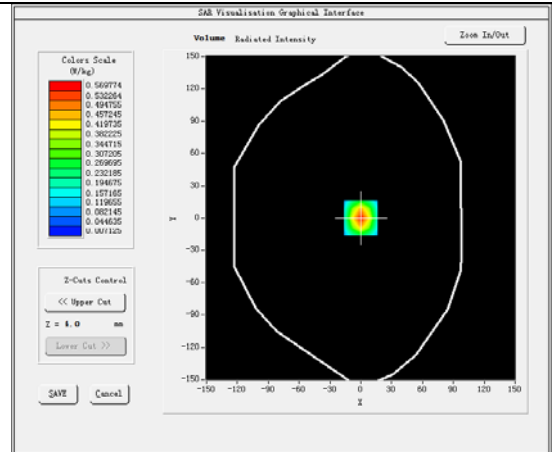 SAR Visualisation Graphical Interface
Volume Radiated Intensity
Zoom In/Out
Colors Scale
(W/kg)
0.569774
0.532264
0.494755
0.457245
0.419735
0.382225
0.344715
0.307205
0.269695
0.232185
0.194675
0.157165
0.119655
0.082145
0.044635
0.007125
150
120
90
60
30
0
-30
-60
-90
-120
-150
Y
-150 -120 -90 -60 -30 0 30 60 90 120 150
X
Z-Cuts Control
<< Upper Cut
Z = 4.0 mm
Lower Cut >>
SAVE
Cancel